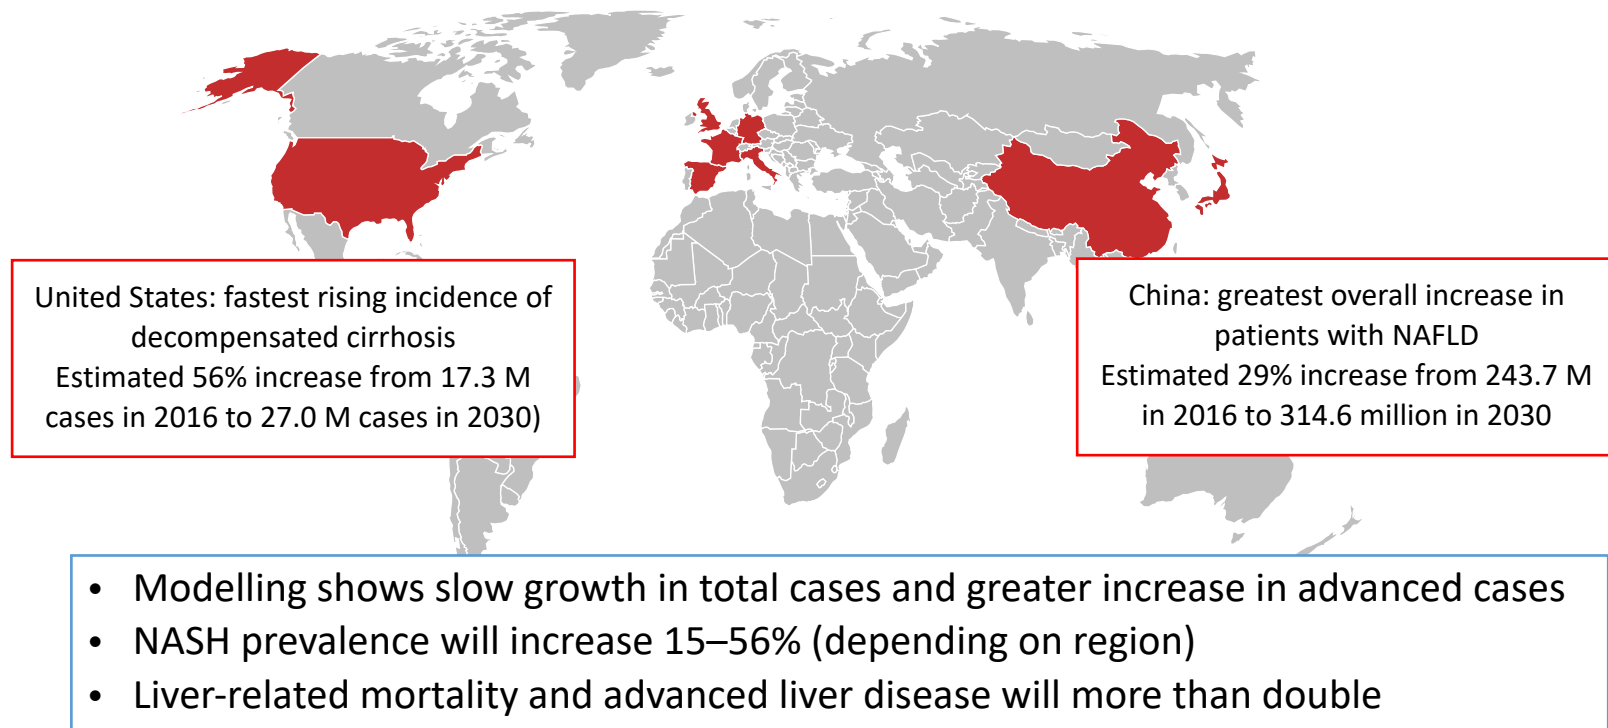 United States: fastest rising incidence of
decompensated cirrhosis
Estimated 56% increase from 17.3 M
cases in 2016 to 27.0 M cases in 2030)
China: greatest overall increase in
patients with NAFLD
Estimated 29% increase from 243.7 M
in 2016 to 314.6 million in 2030
• Modelling shows slow growth in total cases and greater increase in advanced cases
• NASH prevalence will increase 15–56% (depending on region)
• Liver-related mortality and advanced liver disease will more than double